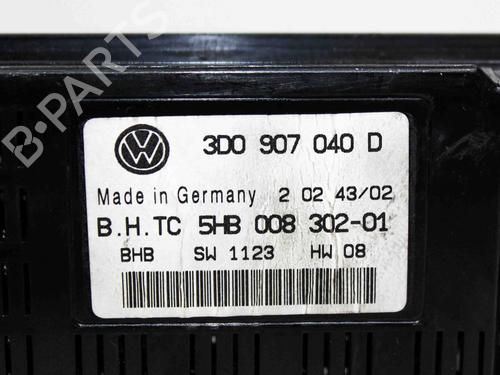 B-PARTS
3D0 907 040 D
Made in Germany 2 02 43/02
B.H.TC 5HB 008 302-01
BHB SW 1123 HW 08